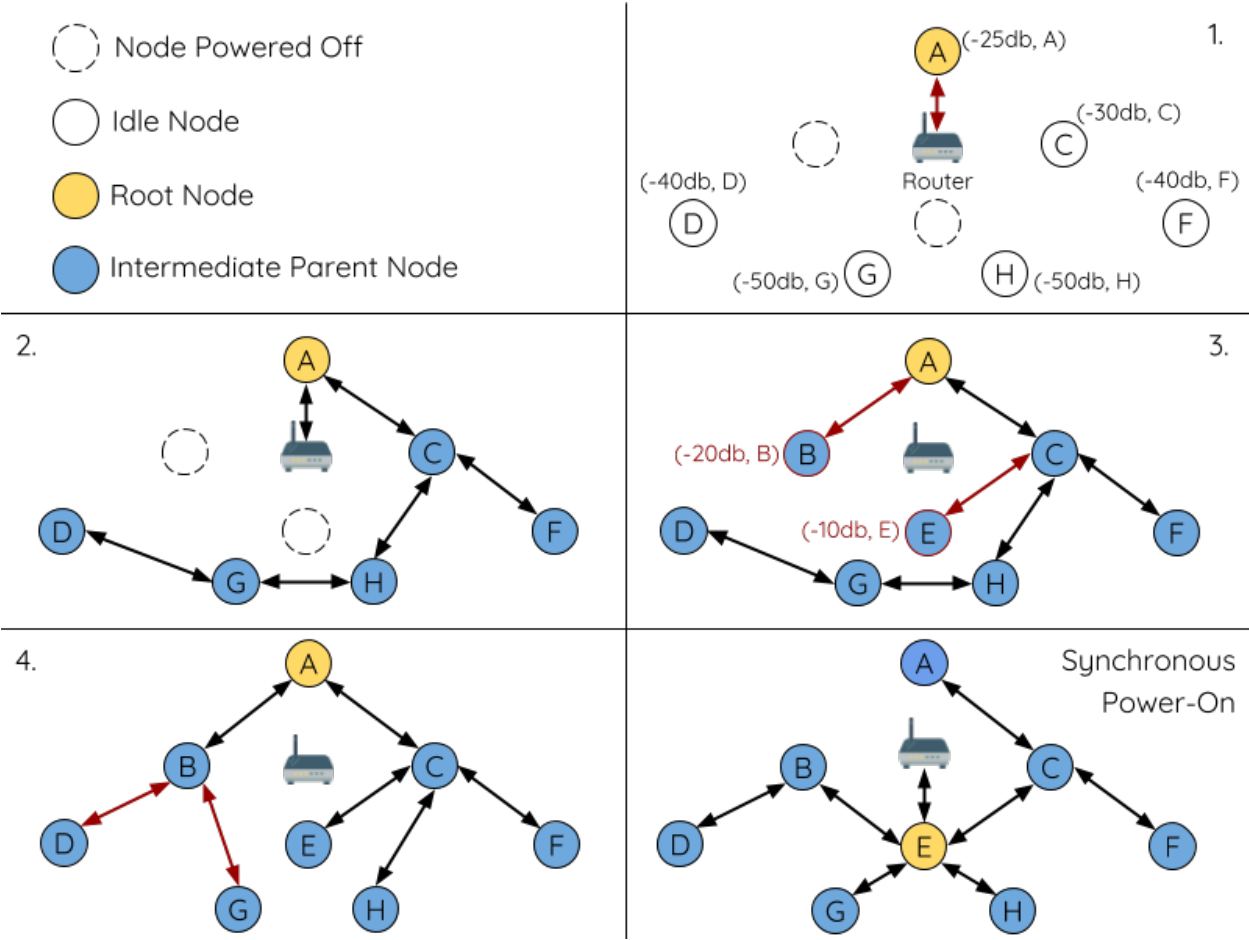 Node Powered Off
Idle Node
Root Node
Intermediate Parent Node
1.
A
(-25db, A)
(-30db, C)
C
Router
(-40db, D)
D
(-40db, F)
F
(-50db, G)
G
H
(-50db, H)
2.
A
C
D
F
G
H
3.
A
(-20db, B)
B
C
D
(-10db, E)
E
F
G
H
4.
A
B
C
D
E
F
G
H
Synchronous
Power-On
A
B
C
D
E
F
G
H